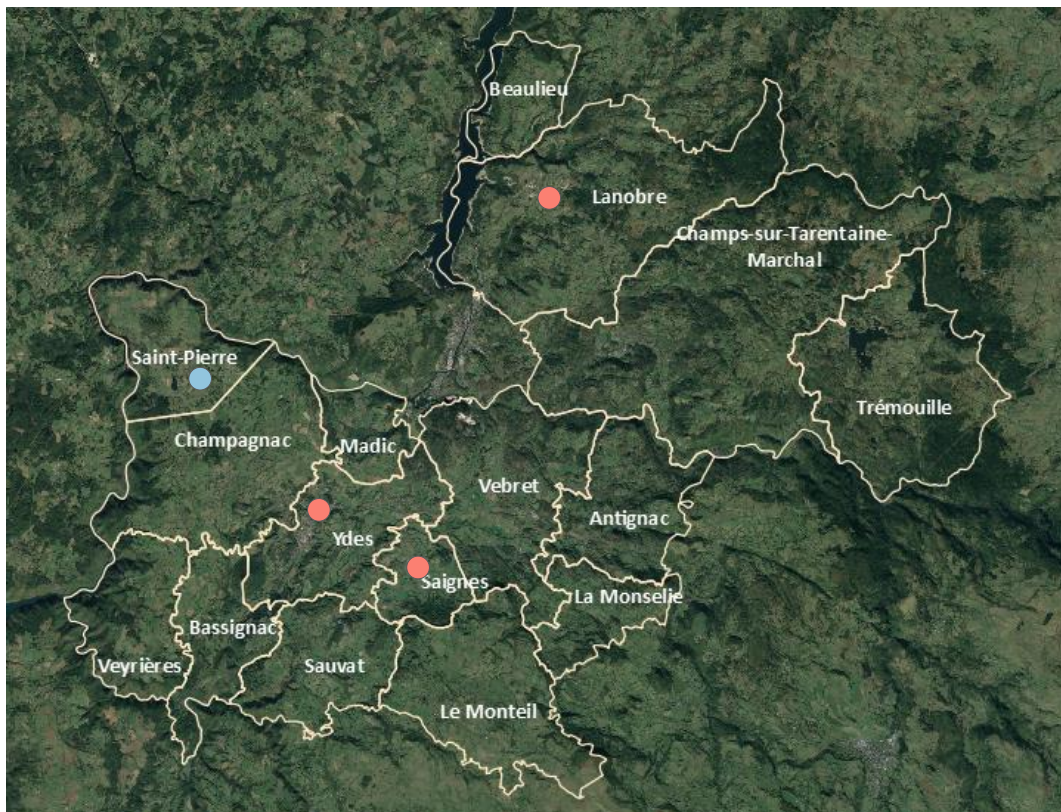 Beaulieu
Lanobre
Champs-sur-Tarentaine-
Marchal
Saint-Pierre
Trémouille
Champagnac
Madic
Vebret
Antignac
Ydes
Saignes
La Monselie
Bassignac
Veyrières
Sauvat
Le Monteil